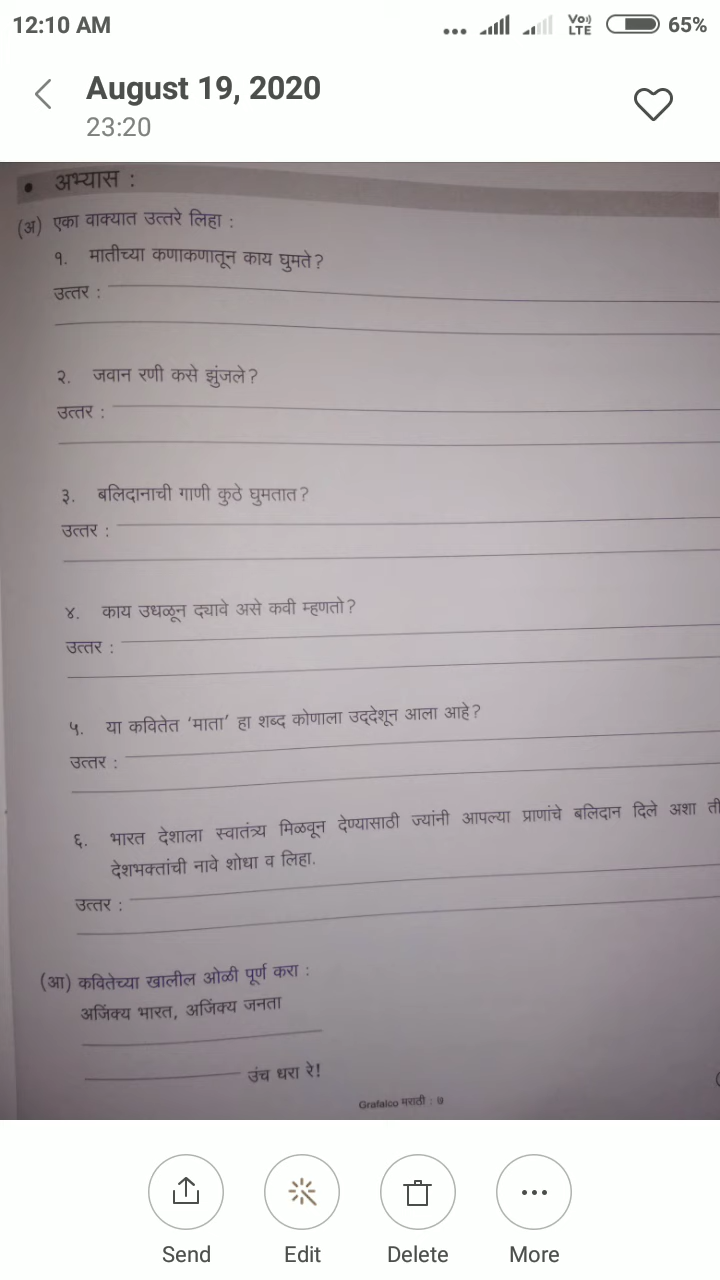 12:10 AM
Vo)) LTE 65%
August 19, 2020
23:20
• अभ्यास :
(अ) एका वाक्यात उत्तरे लिहा :
१. मातीच्या कणाकणातून काय घुमते?
उत्तर :
२. जवान रणी कसे झुंजले?
उत्तर :
३. बलिदानाची गाणी कुठे घुमतात?
उत्तर :
४. काय उधळून द्यावे असे कवी म्हणतो?
उत्तर :
५. या कवितेत 'माता' हा शब्द कोणाला उद्देशून आला आहे?
उत्तर :
६. भारत देशाला स्वातंत्र्य मिळवून देण्यासाठी ज्यांनी आपल्या प्राणांचे बलिदान दिले अशा ती
देशभक्तांची नावे शोधा व लिहा.
उत्तर :
(आ) कवितेच्या खालील ओळी पूर्ण करा :
अजिंक्य भारत, अजिंक्य जनता
उंच धरा रे!
Grafalco मराठी : ७
Send Edit Delete More